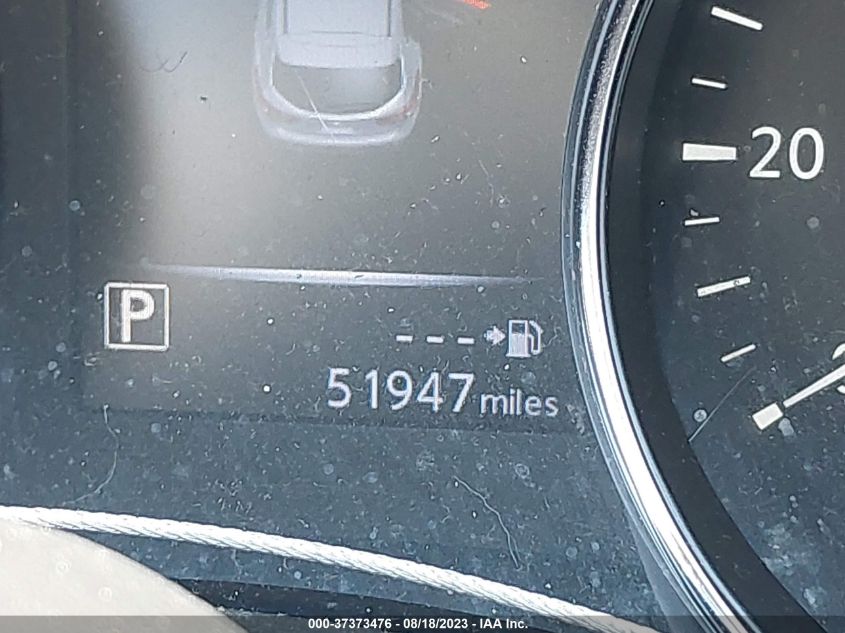 20
P
---
51947 miles
000-37373476 - 08/18/2023 - IAA Inc.